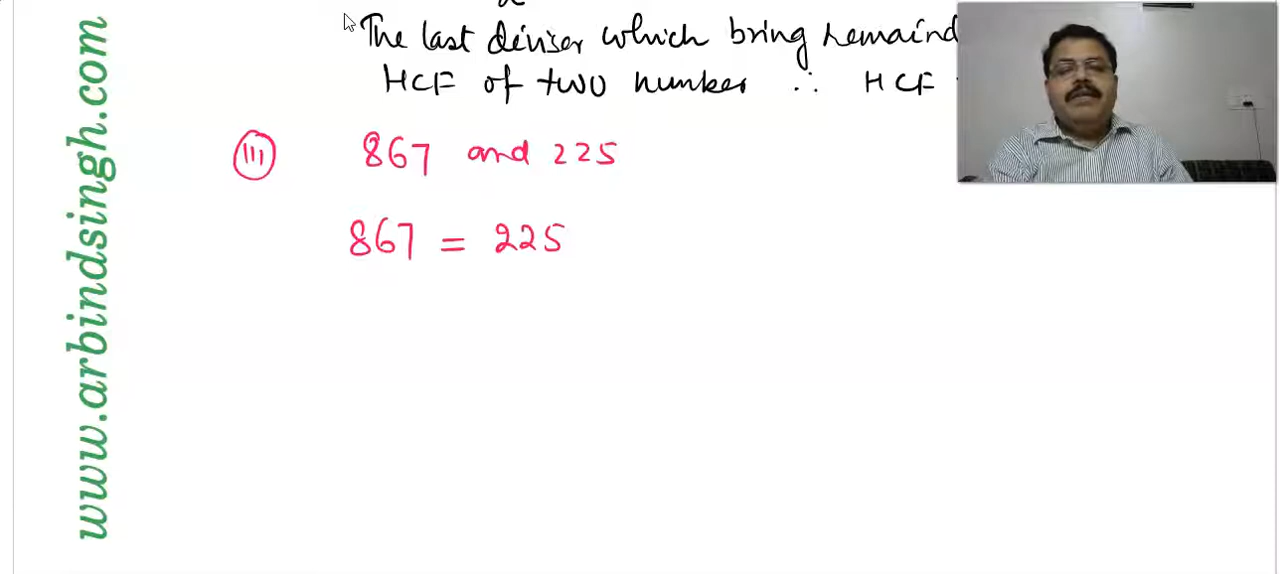 www.arbindsingh.com
The last deviser which bring remaind
HCF of two number ∴ HCF
(III) 867 and 225
867 = 225